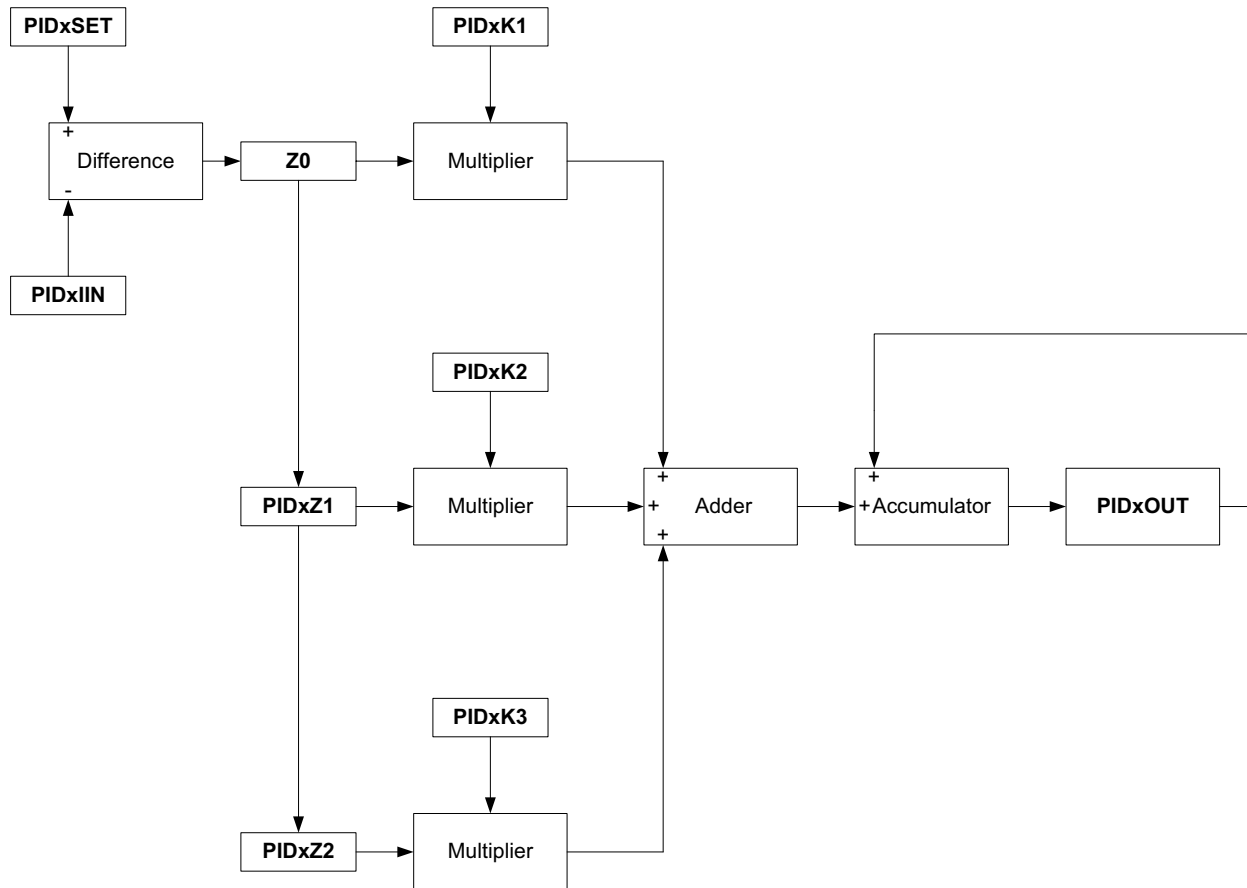 PIDxSET
PIDxK1
+
Difference
-
Z0
Multiplier
PIDxIIN
PIDxK2
PIDxZ1
Multiplier
+
+
Adder
+
+
+
Accumulator
PIDxOUT
PIDxK3
PIDxZ2
Multiplier